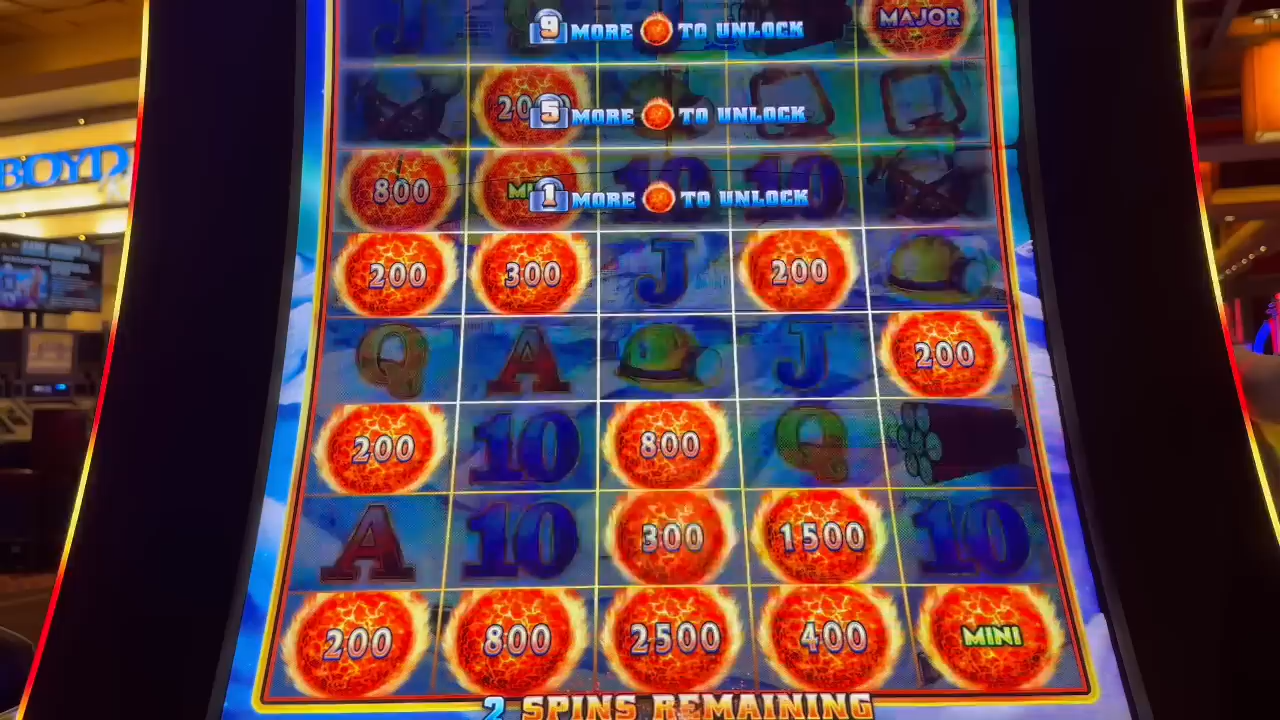 J
9 MORE TO UNLOCK
MAJOR
5 MORE TO UNLOCK
BOYD
800
1 MORE TO UNLOCK
10
10
200
300
J
200
Q
A
J
200
200
10
800
Q
A
10
300
1500
10
200
800
2500
400
MINI
2 SPINS REMAINING